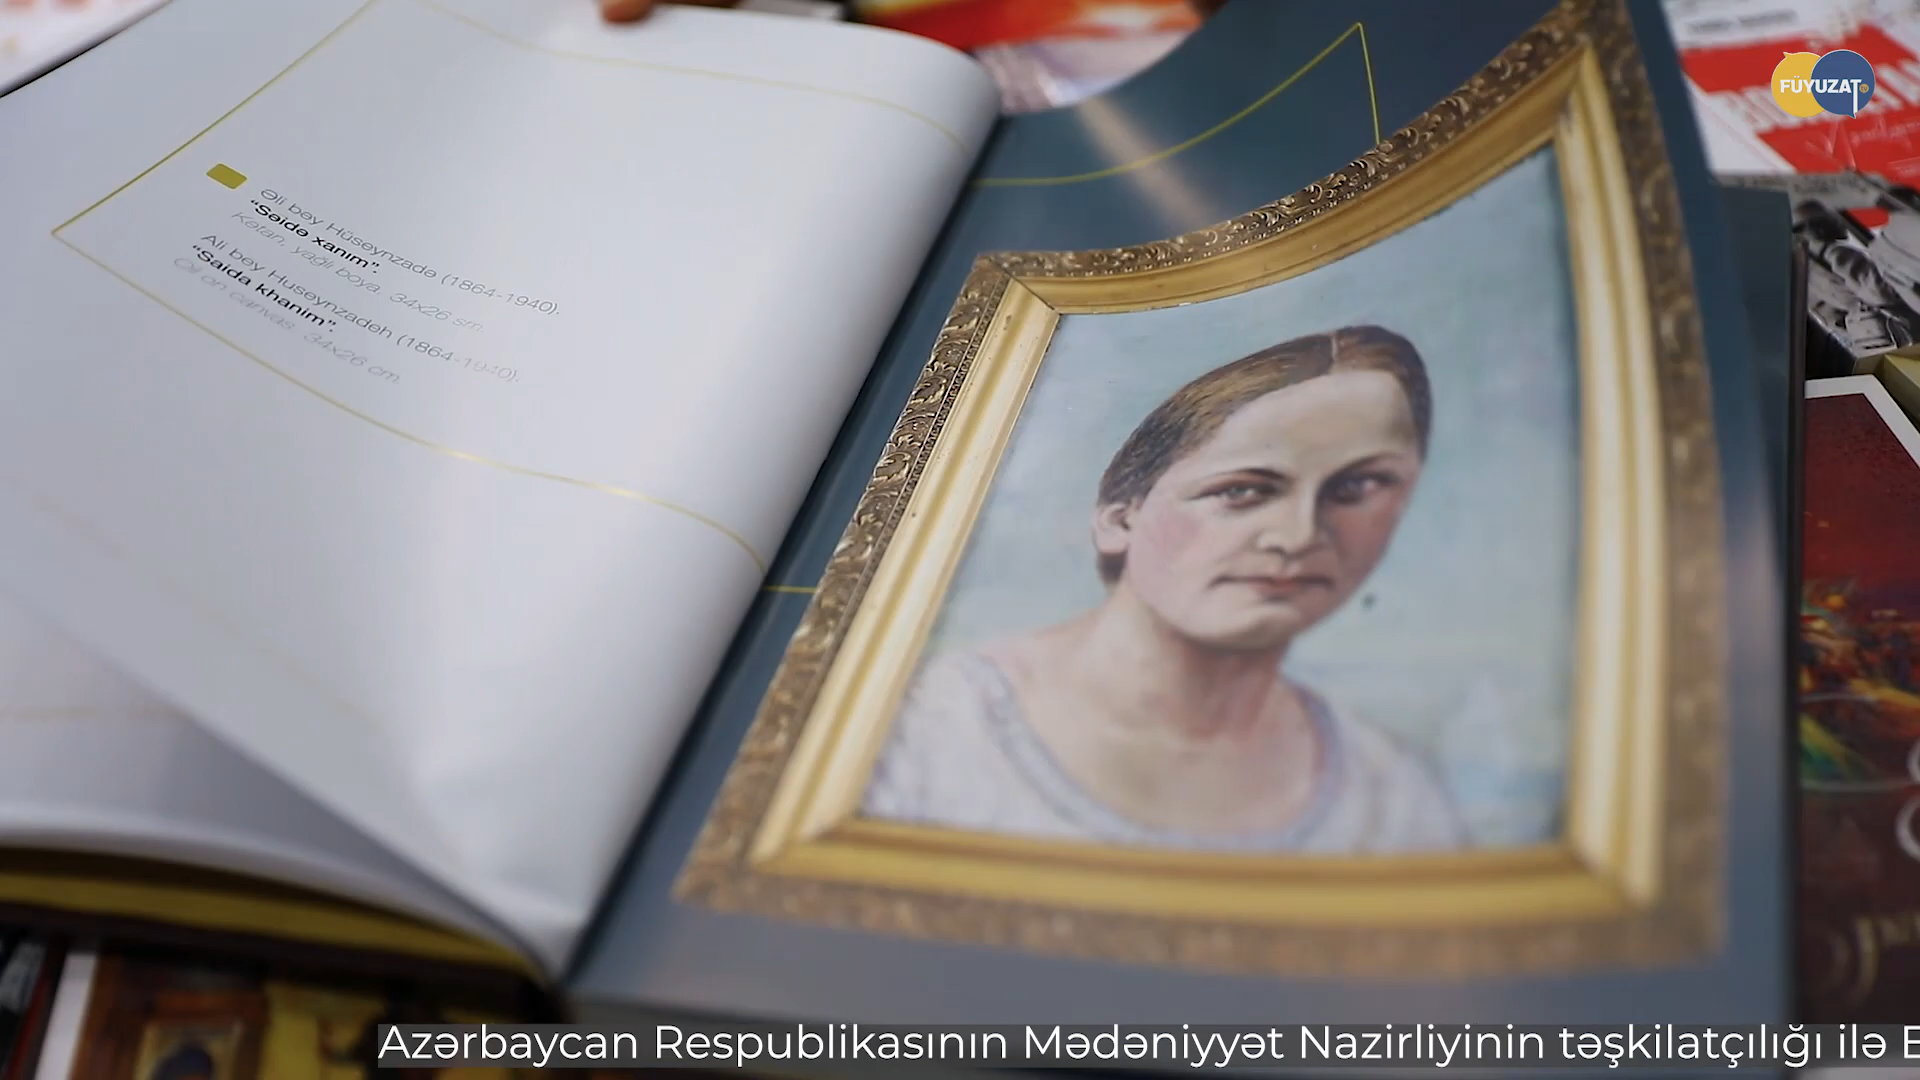 FÜYUZAT
Əli bəy Hüseynzadə (1864-1940).
“Səidə xanım”.
Kətan, yağlı boya. 34x26 sm.
Ali bey Huseynzadeh (1864-1940).
“Saida khanim”.
Oil on canvas. 34x26 cm
Azərbaycan Respublikasının Mədəniyyət Nazirliyinin təşkilatçılığı ilə